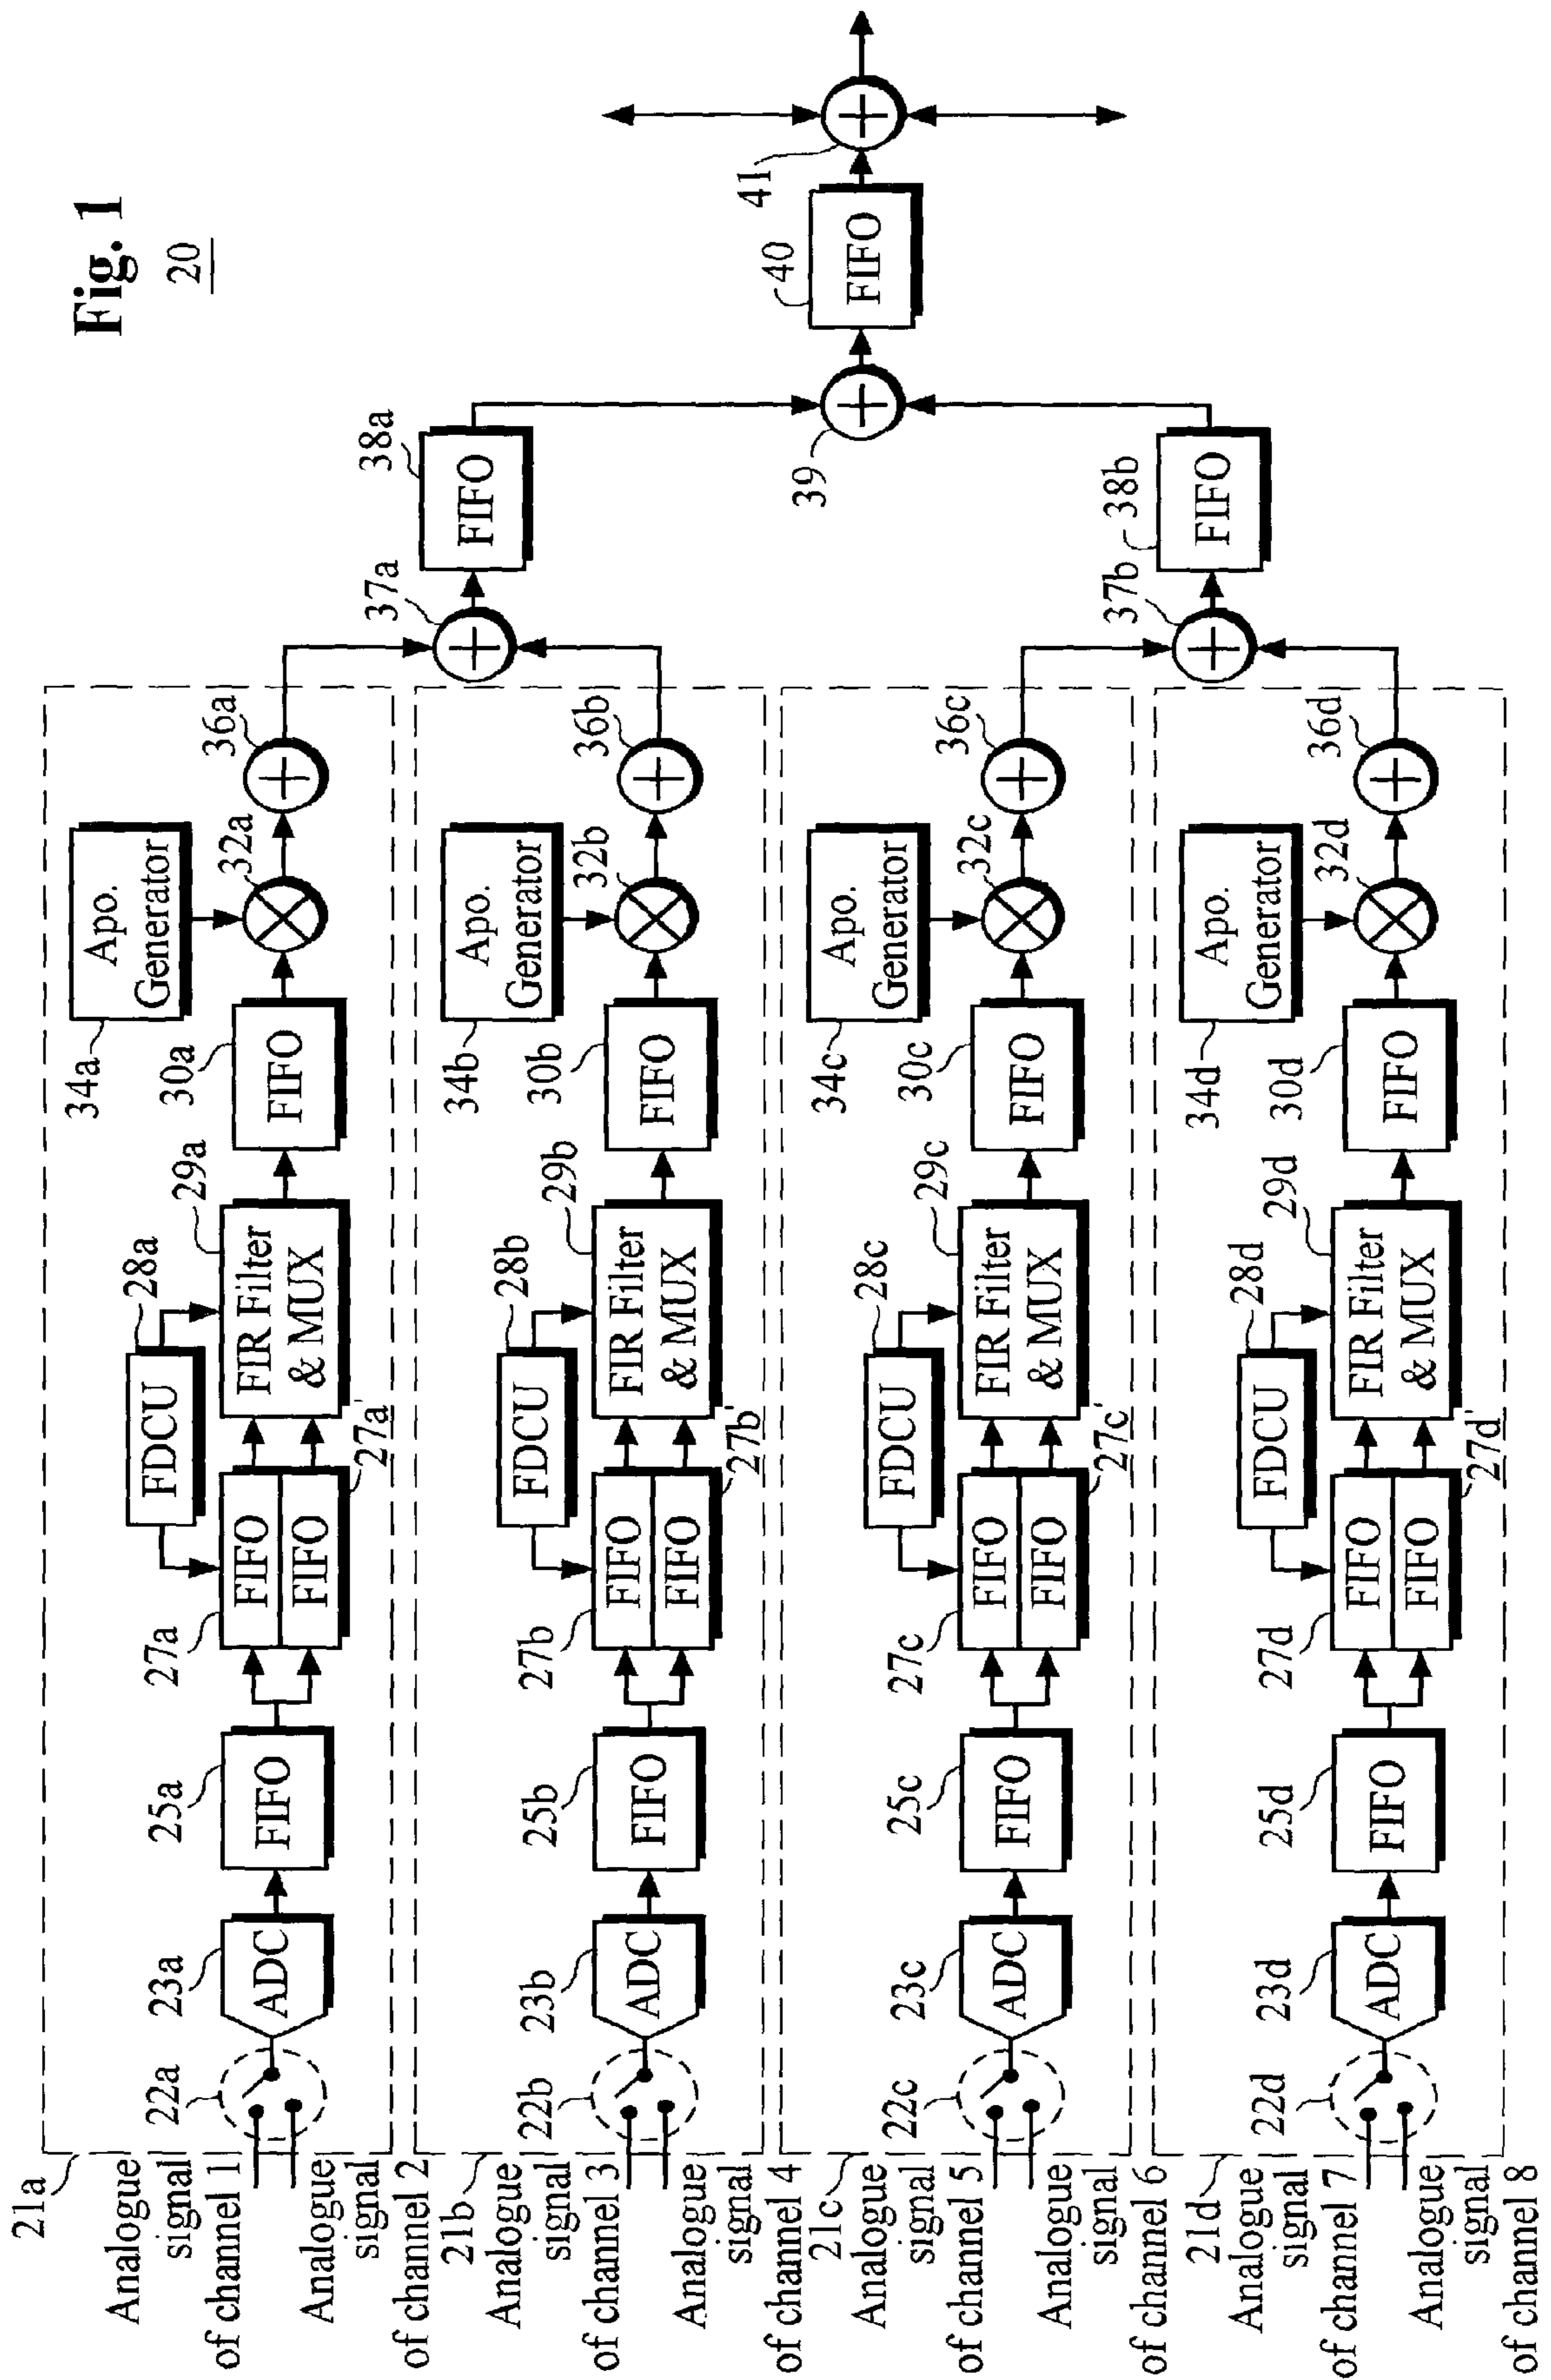 Fig. 1
20
21a
Analogue
signal
of channel 1
Analogue
signal
of channel 2
22a
23a
ADC
25a
FIFO
27a
FIFO
FIFO
27a'
FDCU
28a
29a
FIR Filter
& MUX
30a
FIFO
34a
Apo.
Generator
32a
36a
21b
Analogue
signal
of channel 3
Analogue
signal
of channel 4
22b
23b
ADC
25b
FIFO
27b
FIFO
FIFO
27b'
FDCU
28b
29b
FIR Filter
& MUX
30b
FIFO
34b
Apo.
Generator
32b
36b
21c
Analogue
signal
of channel 5
Analogue
signal
of channel 6
22c
23c
ADC
25c
FIFO
27c
FIFO
FIFO
27c'
FDCU
28c
29c
FIR Filter
& MUX
30c
FIFO
34c
Apo.
Generator
32c
36c
21d
Analogue
signal
of channel 7
Analogue
signal
of channel 8
22d
23d
ADC
25d
FIFO
27d
FIFO
FIFO
27d'
FDCU
28d
29d
FIR Filter
& MUX
30d
FIFO
34d
Apo.
Generator
32d
36d
37a
38a
FIFO
37b
38b
FIFO
39
40
FIFO
41